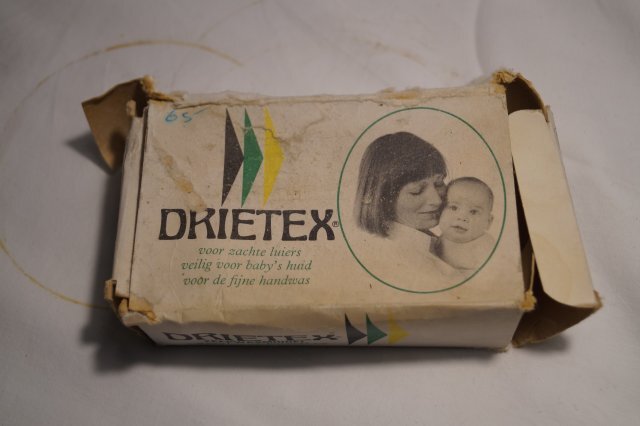 65
DRIETEX®
voor zachte luiers
veilig voor baby's huid
voor de fijne handwas
DRIETEX